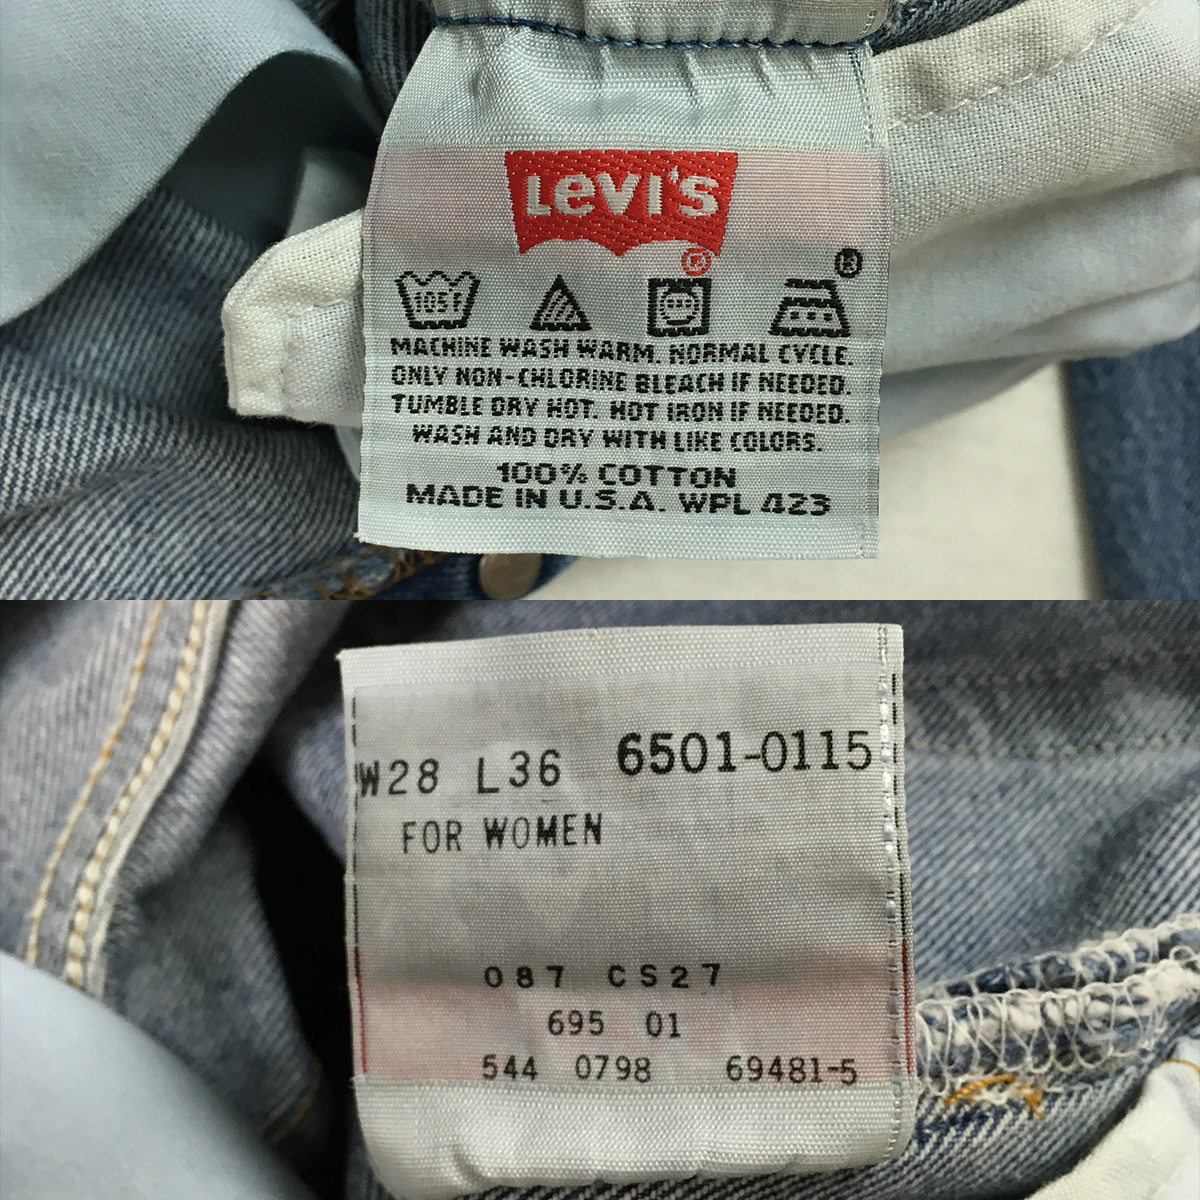 LEVI'S
®
105°F
®
MACHINE WASH WARM. NORMAL CYCLE.
ONLY NON-CHLORINE BLEACH IF NEEDED.
TUMBLE DRY HOT. HOT IRON IF NEEDED.
WASH AND DRY WITH LIKE COLORS.
100% COTTON
MADE IN U.S.A. WPL 423
W28 L36 6501-0115
FOR WOMEN
087 CS27
695 01
544 0798 69481-5